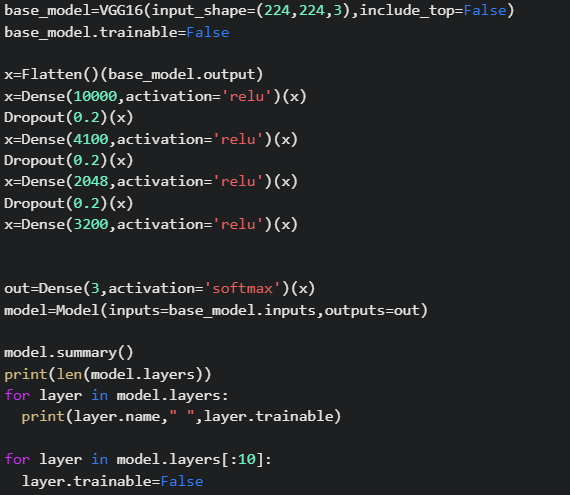 base_model=VGG16(input_shape=(224,224,3),include_top=False)
base_model.trainable=False
x=Flatten()(base_model.output)
x=Dense(10000,activation='relu')(x)
Dropout(0.2)(x)
x=Dense(4100,activation='relu')(x)
Dropout(0.2)(x)
x=Dense(2048,activation='relu')(x)
Dropout(0.2)(x)
x=Dense(3200,activation='relu')(x)
out=Dense(3,activation='softmax')(x)
model=Model(inputs=base_model.inputs,outputs=out)
model.summary()
print(len(model.layers))
for layer in model.layers:
  print(layer.name," ",layer.trainable)
for layer in model.layers[:10]:
  layer.trainable=False